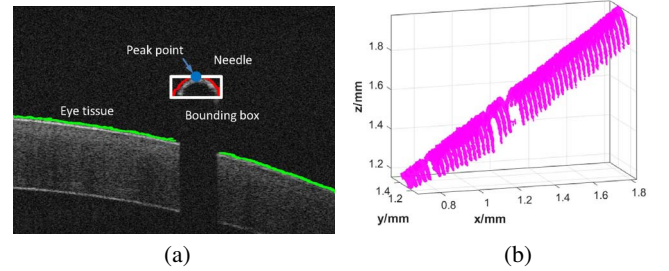 Peak point
Needle
Eye tissue
Bounding box
(a)
z/mm
1.8
1.6
1.4
1.2
1.4
1.2
y/mm
0.8
1
1.2
1.4
1.6
1.8
x/mm
(b)